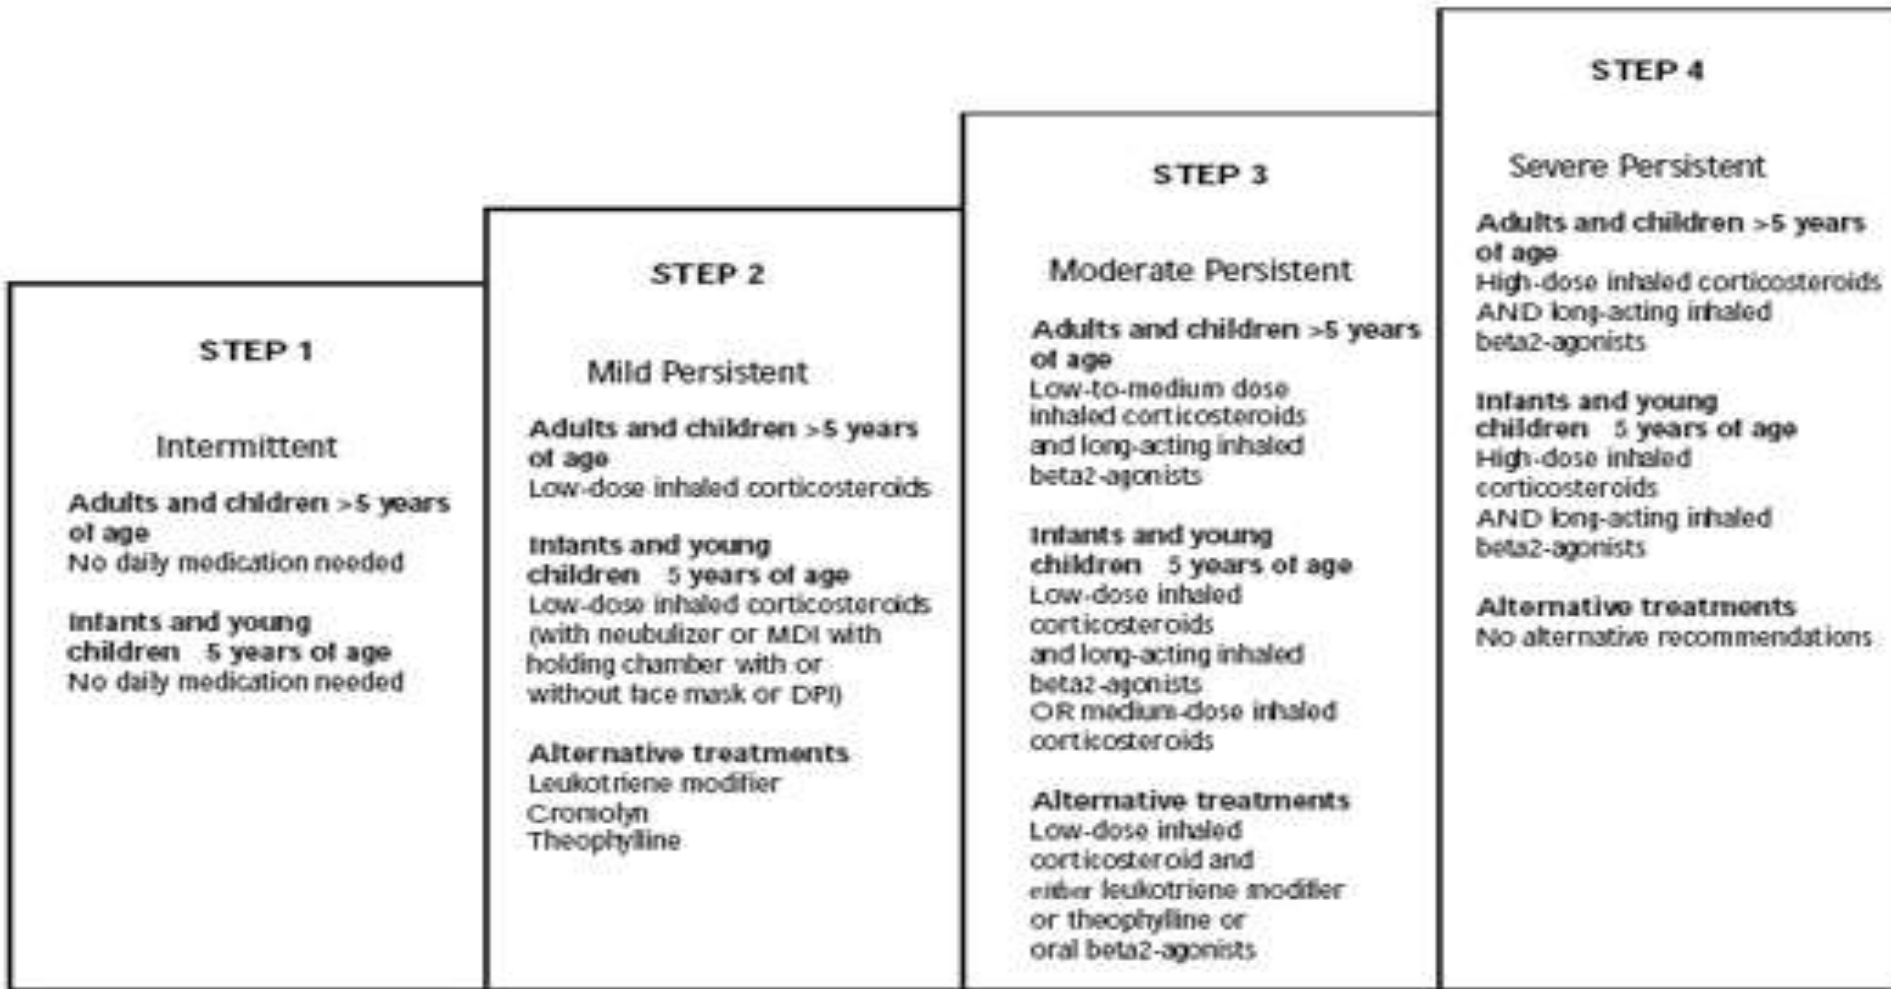 STEP 1
Intermittent
Adults and children >5 years
of age
No daily medication needed
Infants and young
children 5 years of age
No daily medication needed
STEP 2
Mild Persistent
Adults and children >5 years
of age
Low-dose inhaled corticosteroids
Infants and young
children 5 years of age
Low-dose inhaled corticosteroids
(with neubulizer or MDI with
holding chamber with or
without face mask or DPI)
Alternative treatments
Leukotriene modifier
Cromolyn
Theophylline
STEP 3
Moderate Persistent
Adults and children >5 years
of age
Low-to-medium dose
inhaled corticosteroids
and long-acting inhaled
beta2-agonists
Infants and young
children 5 years of age
Low-dose inhaled
corticosteroids
and long-acting inhaled
beta2-agonists
OR medium-dose inhaled
corticosteroids
Alternative treatments
Low-dose inhaled
corticosteroid and
either leukotriene modifier
or theophylline or
oral beta2-agonists
STEP 4
Severe Persistent
Adults and children >5 years
of age
High-dose inhaled corticosteroids
AND long-acting inhaled
beta2-agonists
Infants and young
children 5 years of age
High-dose inhaled
corticosteroids
AND long-acting inhaled
beta2-agonists
Alternative treatments
No alternative recommendations